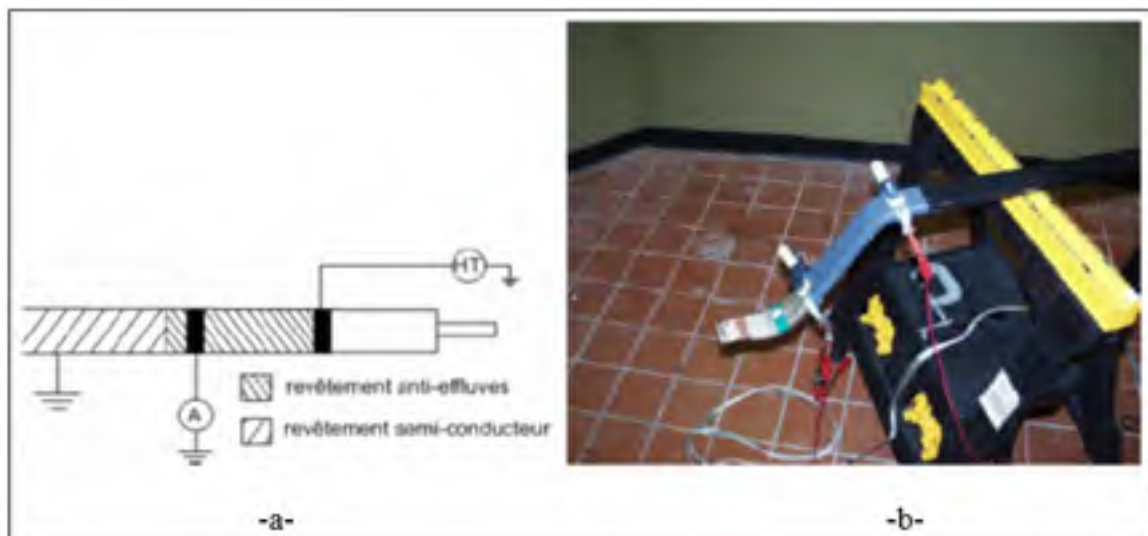 HT
A
revêtement anti-effluves
revêtement semi-conducteur
-a-
-b-